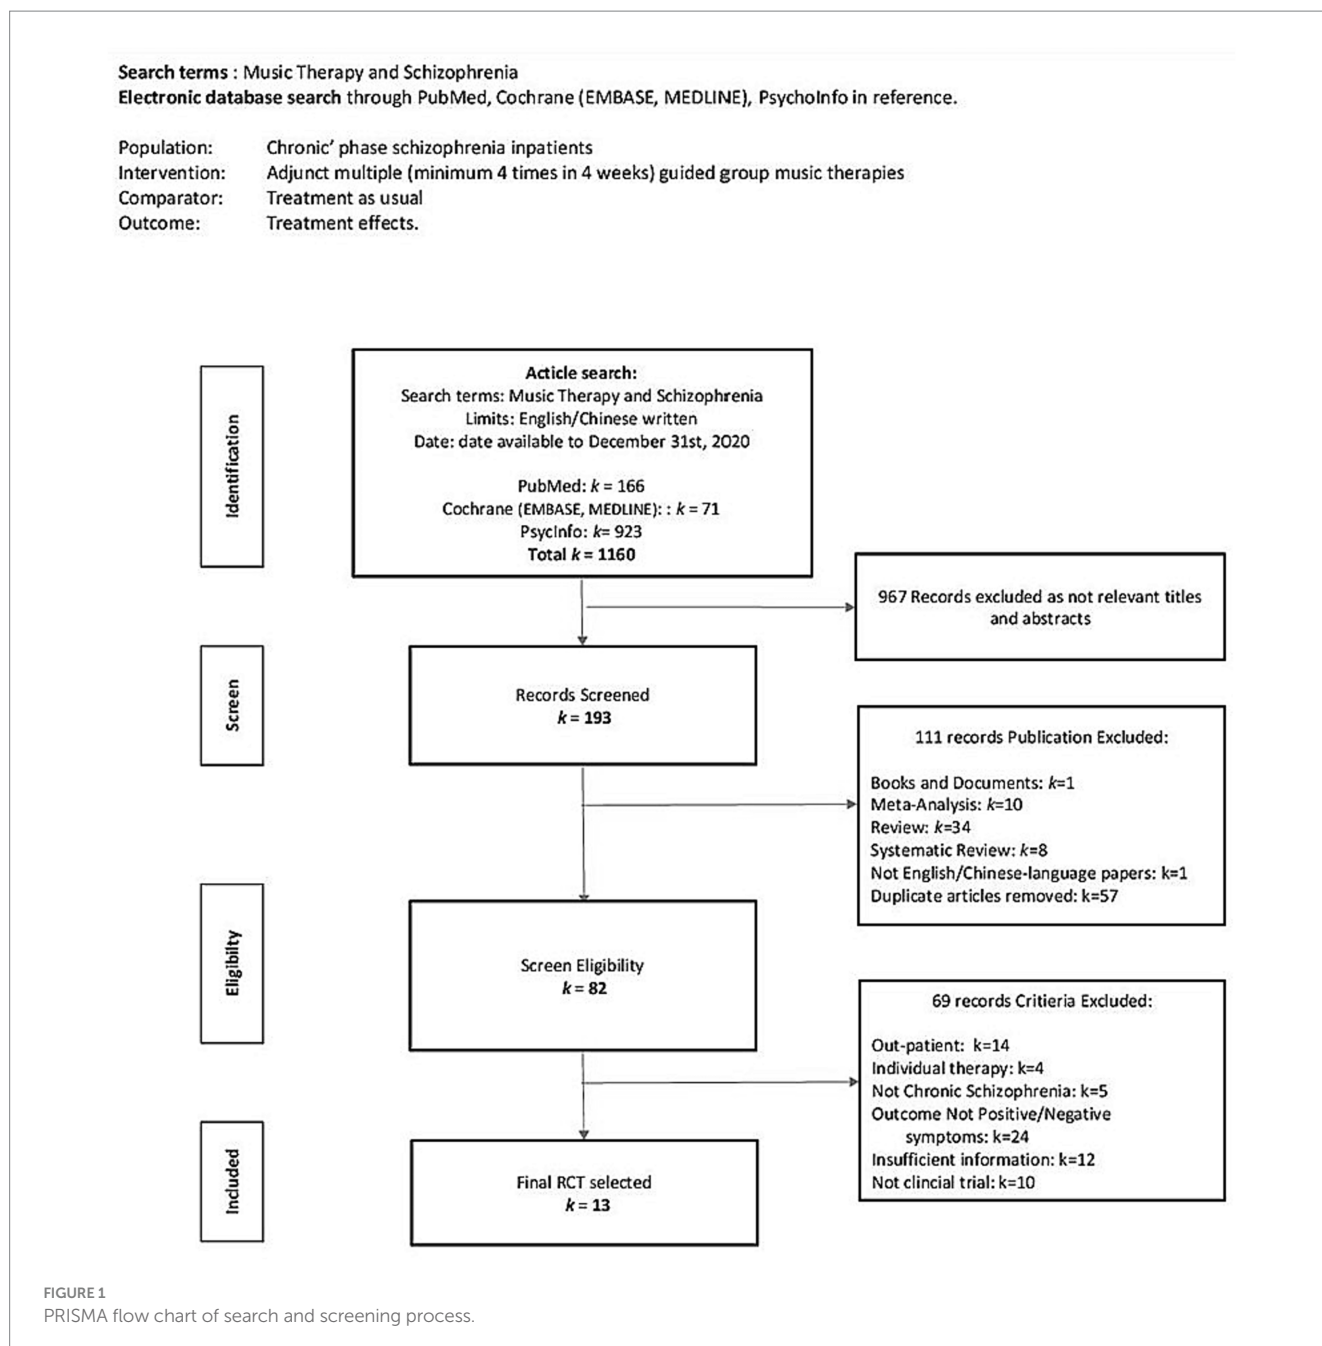 Search terms : Music Therapy and Schizophrenia
Electronic database search through PubMed, Cochrane (EMBASE, MEDLINE), PsychoInfo in reference.
Population: Chronic’ phase schizophrenia inpatients
Intervention: Adjunct multiple (minimum 4 times in 4 weeks) guided group music therapies
Comparator: Treatment as usual
Outcome: Treatment effects.
Identification
Acticle search:
Search terms: Music Therapy and Schizophrenia
Limits: English/Chinese written
Date: date available to December 31st, 2020
PubMed: k = 166
Cochrane (EMBASE, MEDLINE): : k = 71
PsycInfo: k= 923
Total k = 1160
967 Records excluded as not relevant titles
and abstracts
Screen
Records Screened
k = 193
111 records Publication Excluded:
Books and Documents: k=1
Meta-Analysis: k=10
Review: k=34
Systematic Review: k=8
Not English/Chinese-language papers: k=1
Duplicate articles removed: k=57
Eligibilty
Screen Eligibility
k = 82
69 records Critieria Excluded:
Out-patient: k=14
Individual therapy: k=4
Not Chronic Schizophrenia: k=5
Outcome Not Positive/Negative
symptoms: k=24
Insufficient information: k=12
Not clincial trial: k=10
Included
Final RCT selected
k = 13
FIGURE 1
PRISMA flow chart of search and screening process.